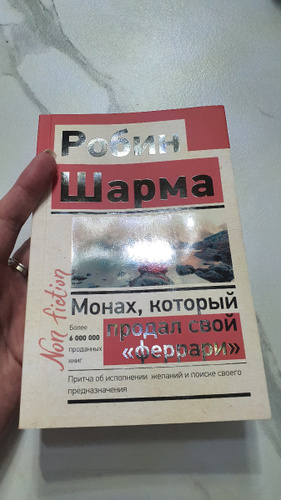 Робин
Шарма
Non-fiction
Более
6 000 000
проданных
книг
Монах, который
продал свой
«феррари»
Притча об исполнении желаний и поиске своего
предназначения